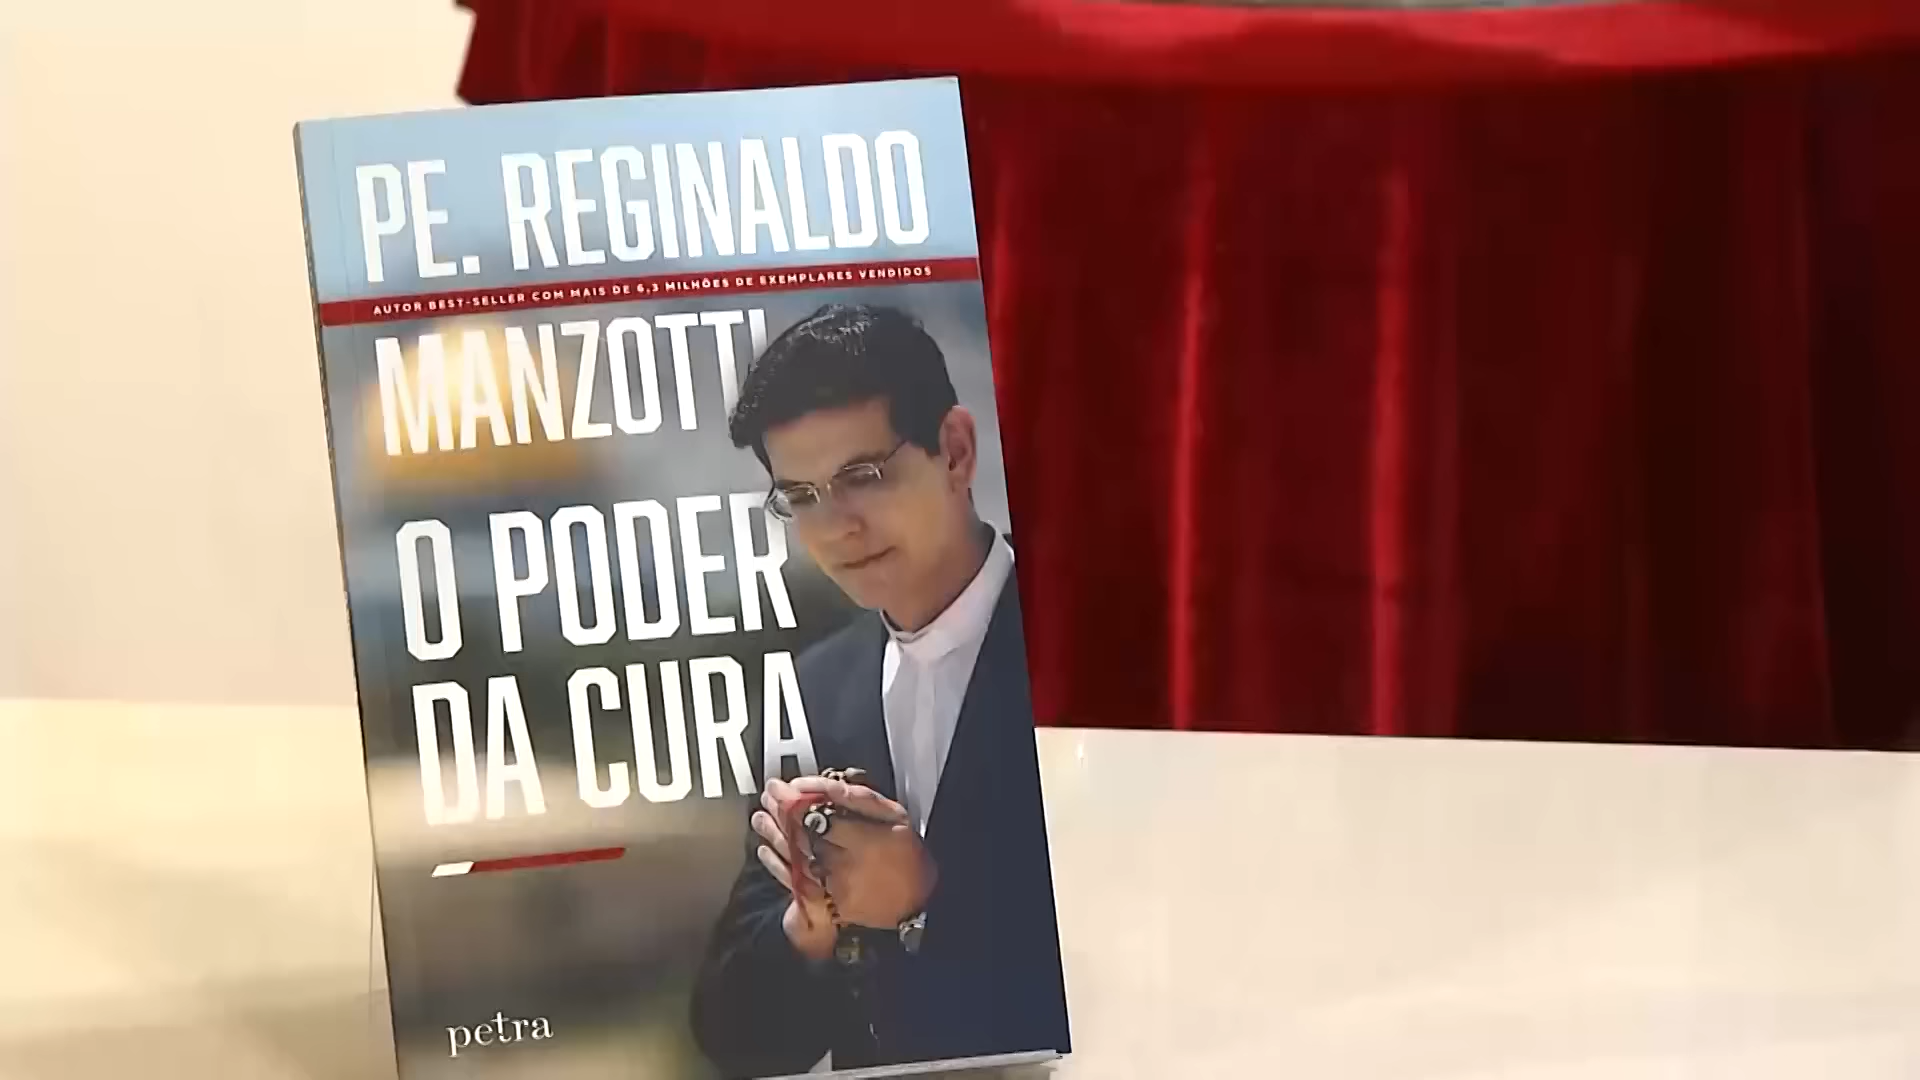 PE. REGINALDO
AUTOR BEST-SELLER COM MAIS DE 6,3 MILHÕES DE EXEMPLARES VENDIDOS
MANZOTTI
O PODER
DA CURA
petra